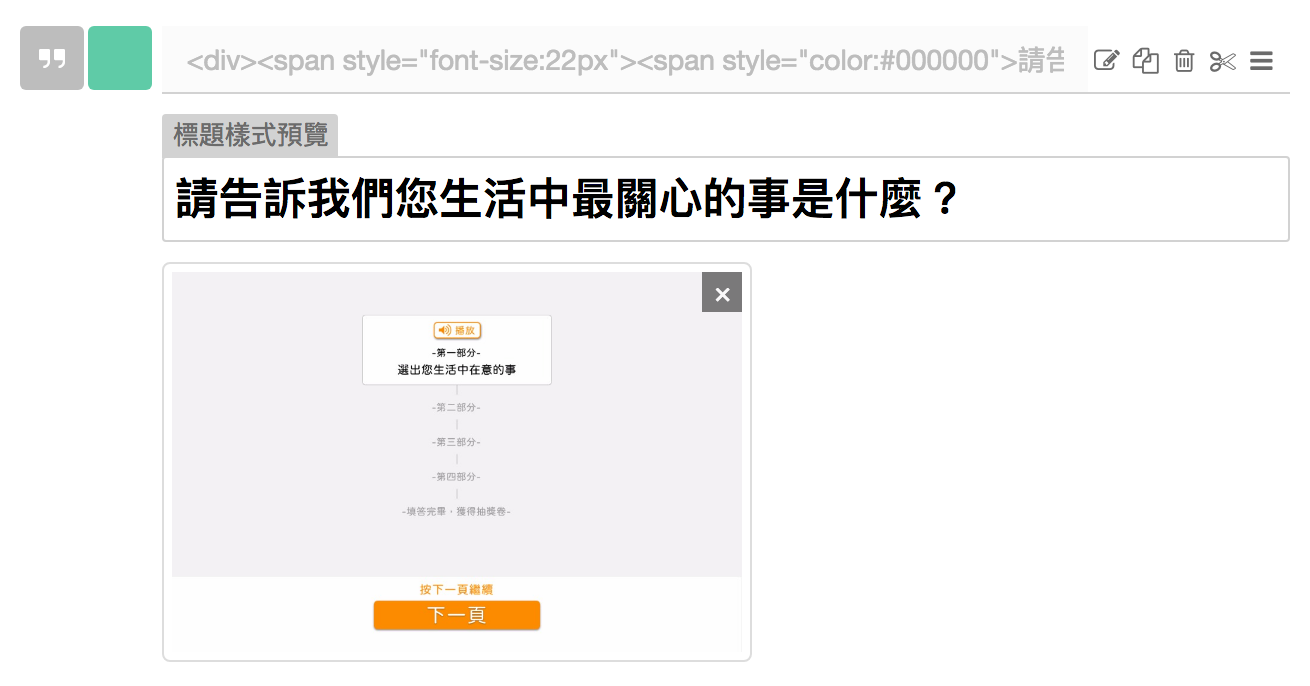 <div><span style="font-size:22px"><span style="color:#000000">請告
標題樣式預覽
請告訴我們您生活中最關心的事是什麼？
播放
-第一部分-
選出您生活中在意的事
-第二部分-
-第三部分-
-第四部分-
-填答完畢，獲得抽獎卷-
按下一頁繼續
下一頁